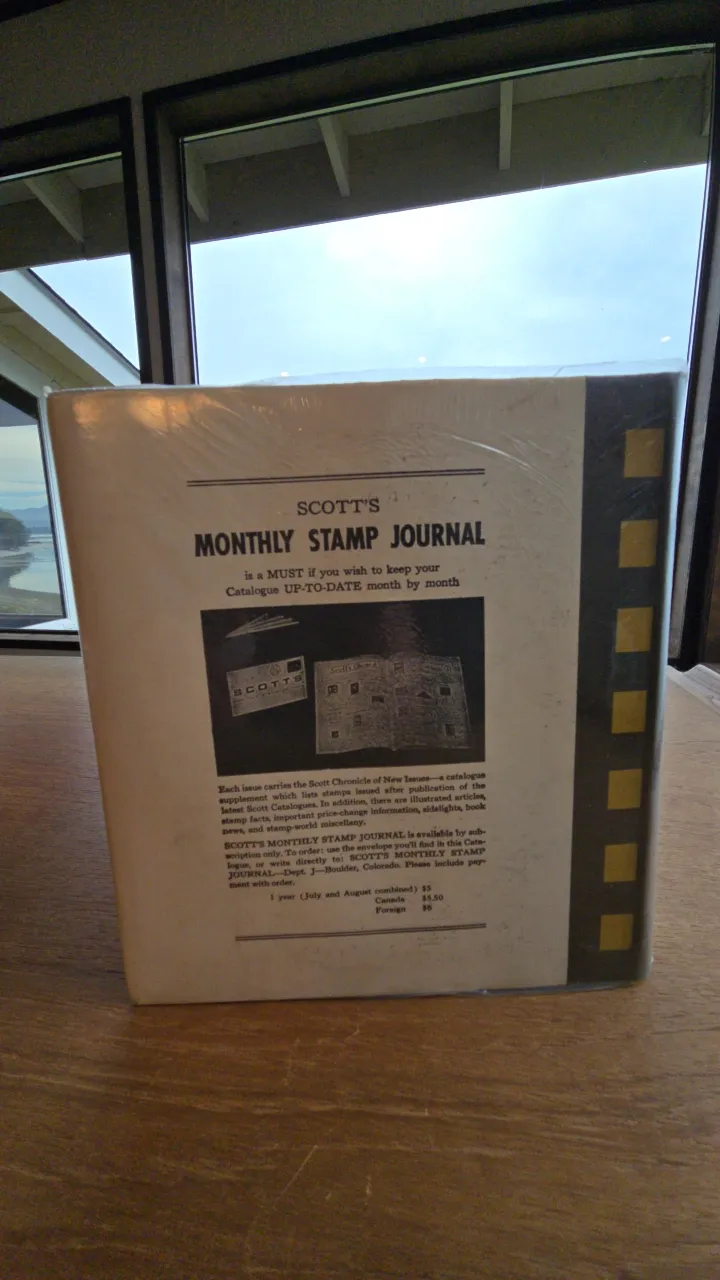 SCOTT'S
MONTHLY STAMP JOURNAL
is a MUST if you wish to keep your
Catalogue UP-TO-DATE month by month
SCOTTS
Each issue carries the Scott Chronicle of New Issues—a catalogue
supplement which lists stamps issued after publication of the
latest Scott Catalogues. In addition, there are illustrated articles,
stamp facts, important price-change information, sidelights, book
news, and stamp-world miscellany.
SCOTT'S MONTHLY STAMP JOURNAL is available by sub-
scription only. To order: use the envelope you'll find in this Cata-
logue, or write directly to: SCOTT'S MONTHLY STAMP
JOURNAL—Dept. J—Boulder, Colorado. Please include pay-
ment with order.
1 year (July and August combined) $5
Canada $5.50
Foreign $6